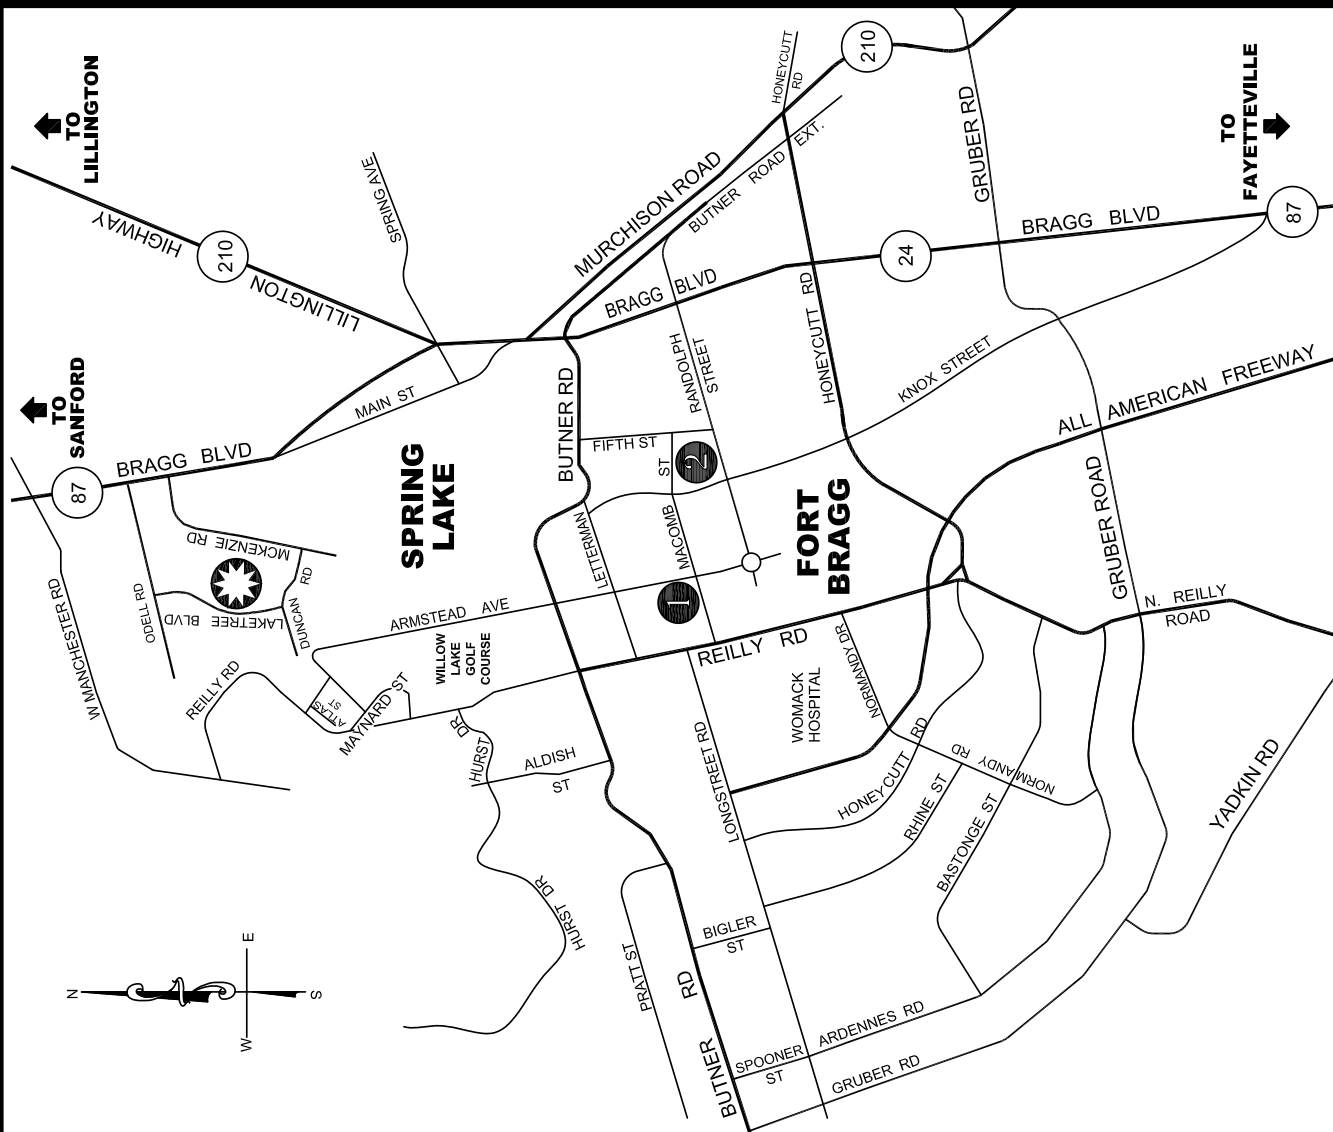 TO
LILLINGTON
HIGHWAY
210
LILLINGTON
SPRING AVE
MURCHISON ROAD
HONEYCUTT
RD
210
BUTNER ROAD EXT.
GRUBER RD
TO
FAYETTEVILLE
87
BRAGG BLVD
24
BRAGG BLVD
TO
SANFORD
87
BRAGG BLVD
MAIN ST
BUTNER RD
RANDOLPH
STREET
HONEYCUTT RD
KNOX STREET
ALL AMERICAN FREEWAY
FIFTH ST
ST
2
MACOMB
LETTERMAN
SPRING
LAKE
FORT
BRAGG
GRUBER ROAD
MCKENZIE RD
ODELL RD
LAKETREE BLVD
DUNCAN
RD
W MANCHESTER RD
ARMSTEAD AVE
1
REILLY RD
N. REILLY
ROAD
WILLOW
LAKE
GOLF
COURSE
REILLY RD
ATLAS
ST
MAYNARD ST
HURST
DR
ALDISH
ST
LONGSTREET RD
WOMACK
HOSPITAL
NORMANDY DR
HONEYCUTT RD
NORMANDY RD
RHINE ST
BASTONGE ST
YADKIN RD
HURST DR
PRATT ST
BIGLER
ST
BUTNER RD
SPOONER
ST
ARDENNES RD
GRUBER RD
N
E
S
W